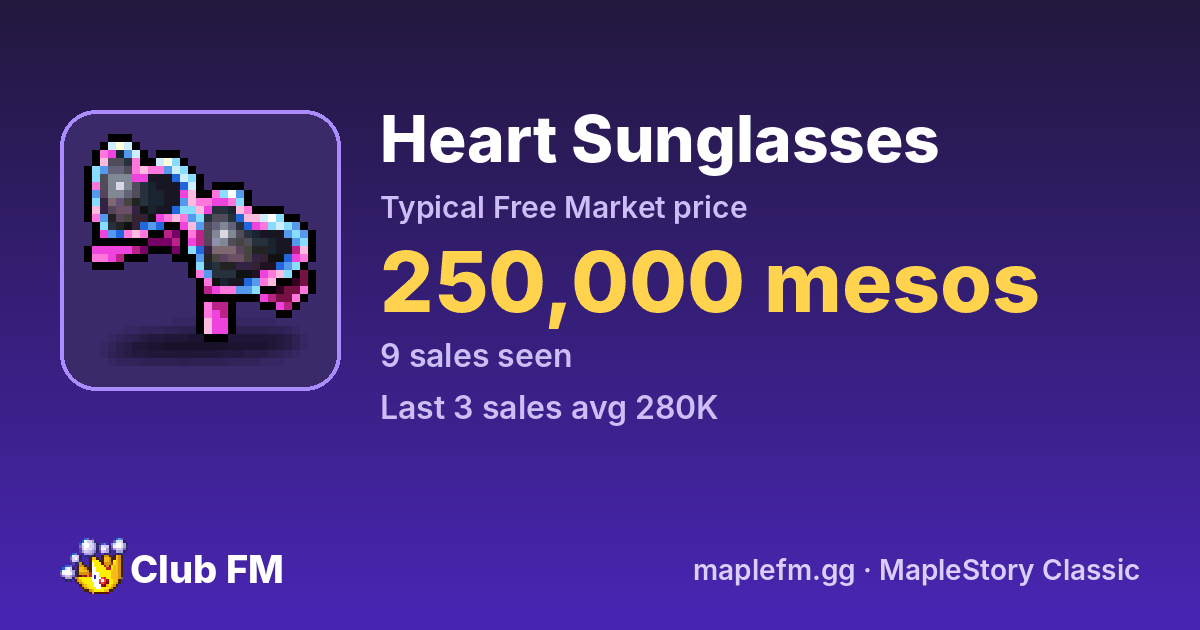 Heart Sunglasses
Typical Free Market price
250,000 mesos
9 sales seen
Last 3 sales avg 280K
Club FM
maplefm.gg · MapleStory Classic